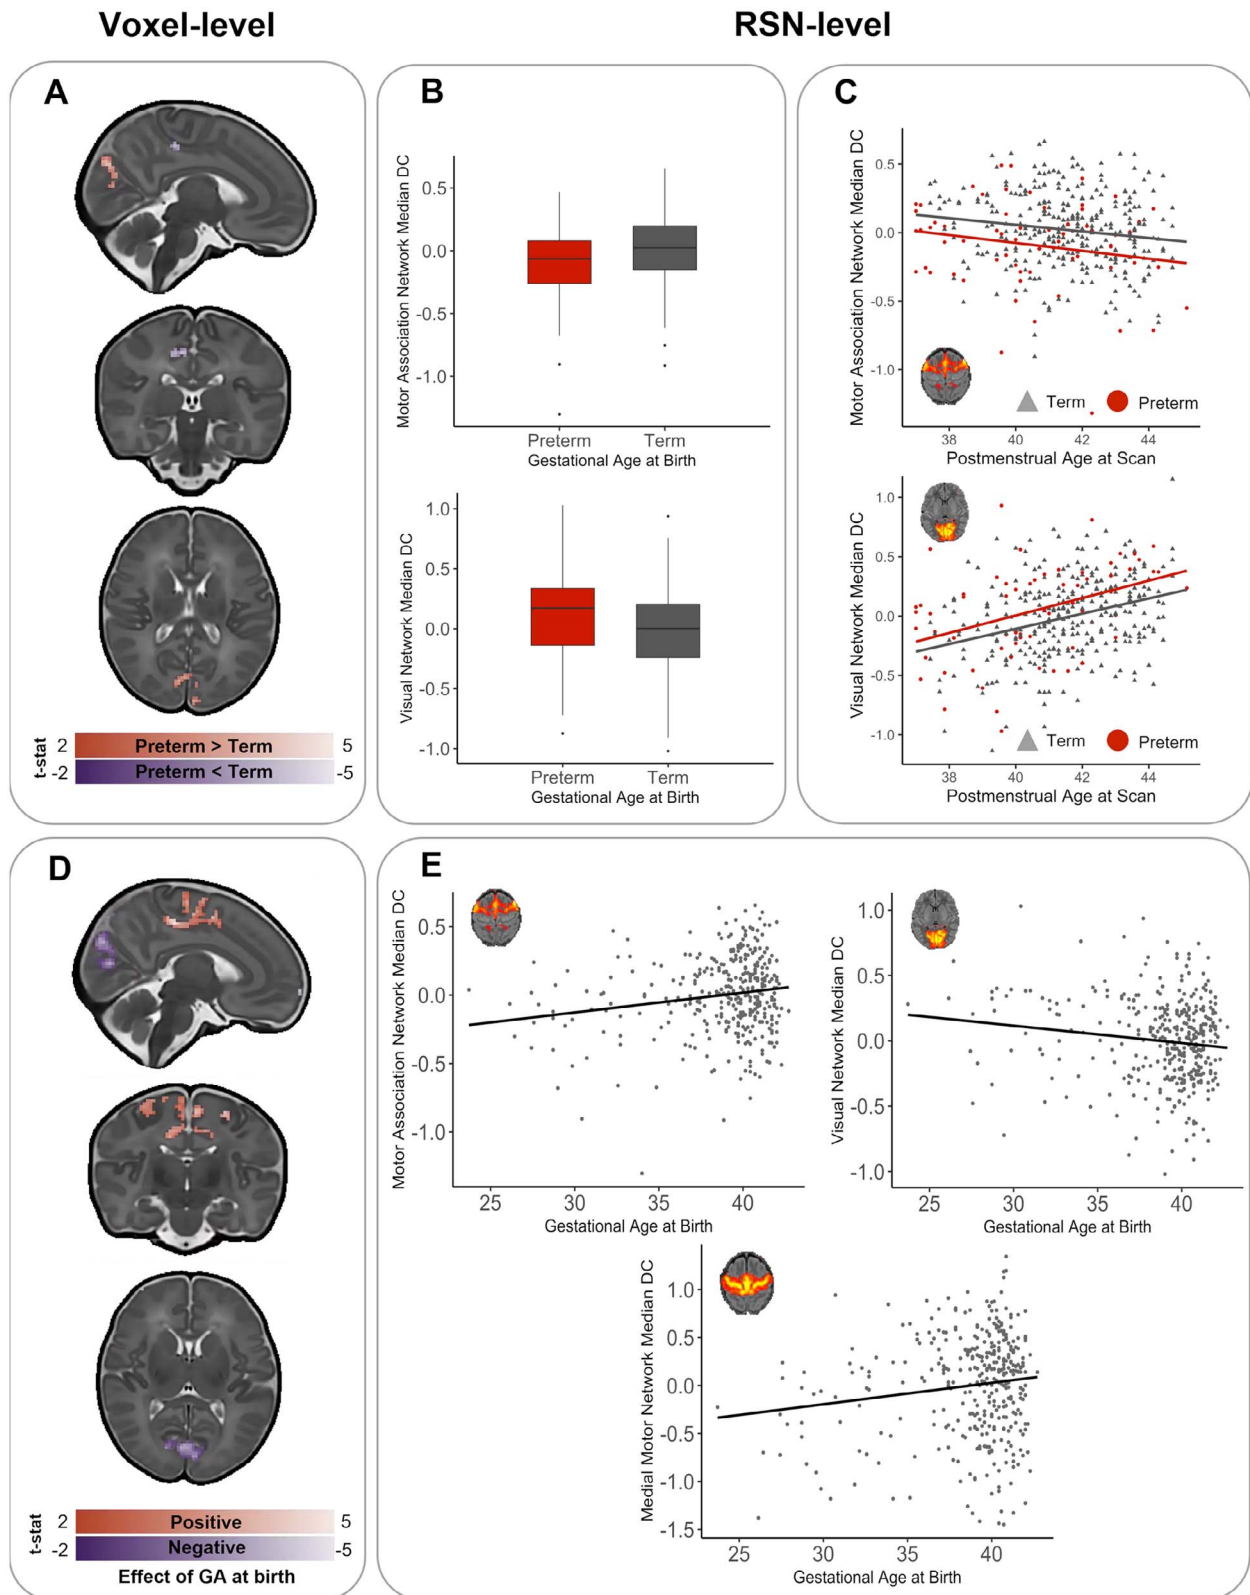 Voxel-level
RSN-level
A
t-stat
2 Preterm > Term 5
-2 Preterm < Term -5
B
Motor Association Network Median DC
0.5
0.0
-0.5
-1.0
Preterm Term
Gestational Age at Birth
Visual Network Median DC
1.0
0.5
0.0
-0.5
-1.0
Preterm Term
Gestational Age at Birth
C
Motor Association Network Median DC
0.5
0.0
-0.5
-1.0
Term Preterm
38 40 42 44
Postmenstrual Age at Scan
Visual Network Median DC
1.0
0.5
0.0
-0.5
-1.0
Term Preterm
38 40 42 44
Postmenstrual Age at Scan
D
t-stat
2 Positive 5
-2 Negative -5
Effect of GA at birth
E
Motor Association Network Median DC
0.5
0.0
-0.5
-1.0
25 30 35 40
Gestational Age at Birth
Visual Network Median DC
1.0
0.5
0.0
-0.5
-1.0
25 30 35 40
Gestational Age at Birth
Medial Motor Network Median DC
1.0
0.5
0.0
-0.5
-1.0
-1.5
25 30 35 40
Gestational Age at Birth